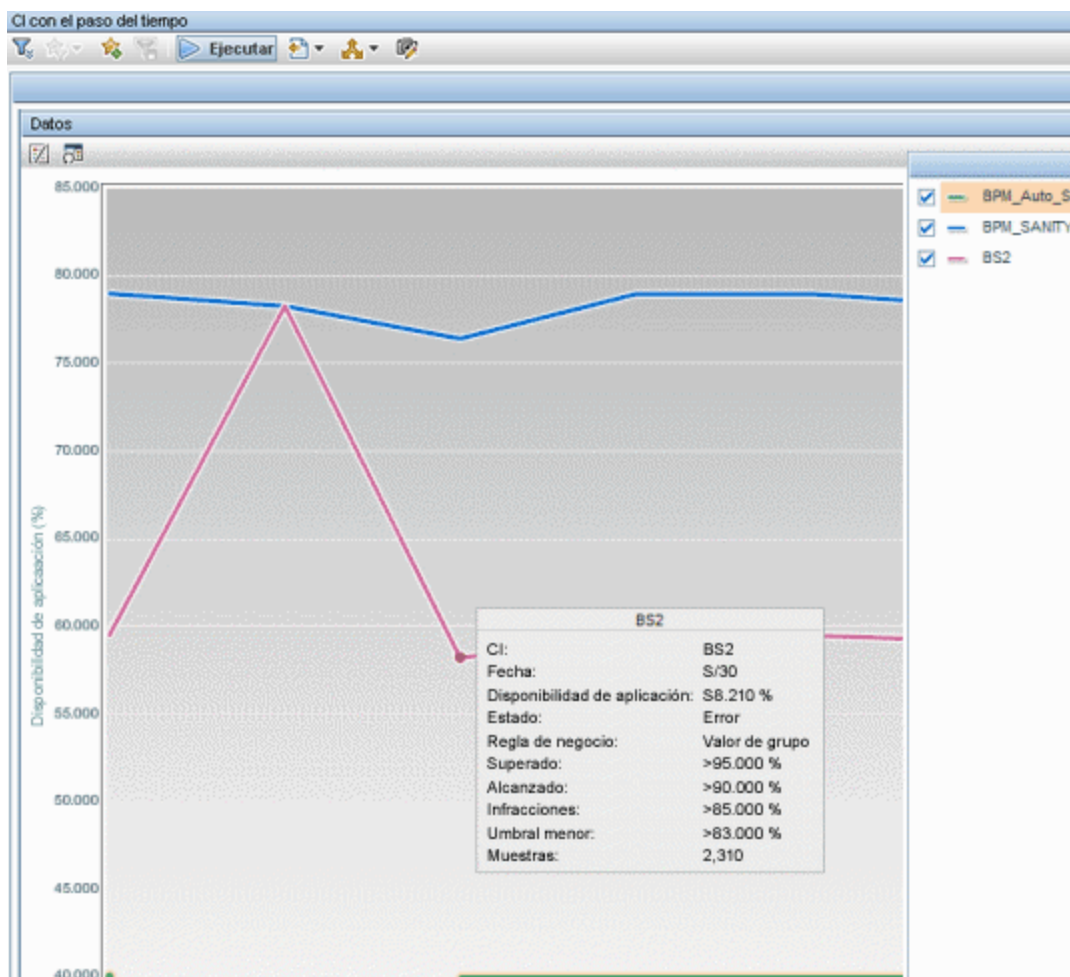 CI con el paso del tiempo
Ejecutar
Datos
85.000
80.000
75.000
70.000
65.000
60.000
55.000
50.000
45.000
40.000
Disponibilidad de aplicaación (%)
BPM_Auto_S
BPM_SANITY
BS2
BS2
CI: BS2
Fecha: S/30
Disponibilidad de aplicación: S8.210 %
Estado: Error
Regla de negocio: Valor de grupo
Superado: >95.000 %
Alcanzado: >90.000 %
Infracciones: >85.000 %
Umbral menor: >83.000 %
Muestras: 2,310